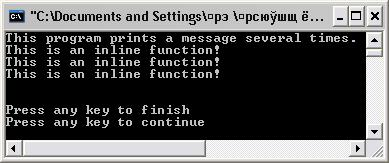 "C:\Documents and Settings\¤рэ \¤рсюўшщ ё...
This program prints a message several times.
This is an inline function!
This is an inline function!
This is an inline function!
Press any key to finish
Press any key to continue